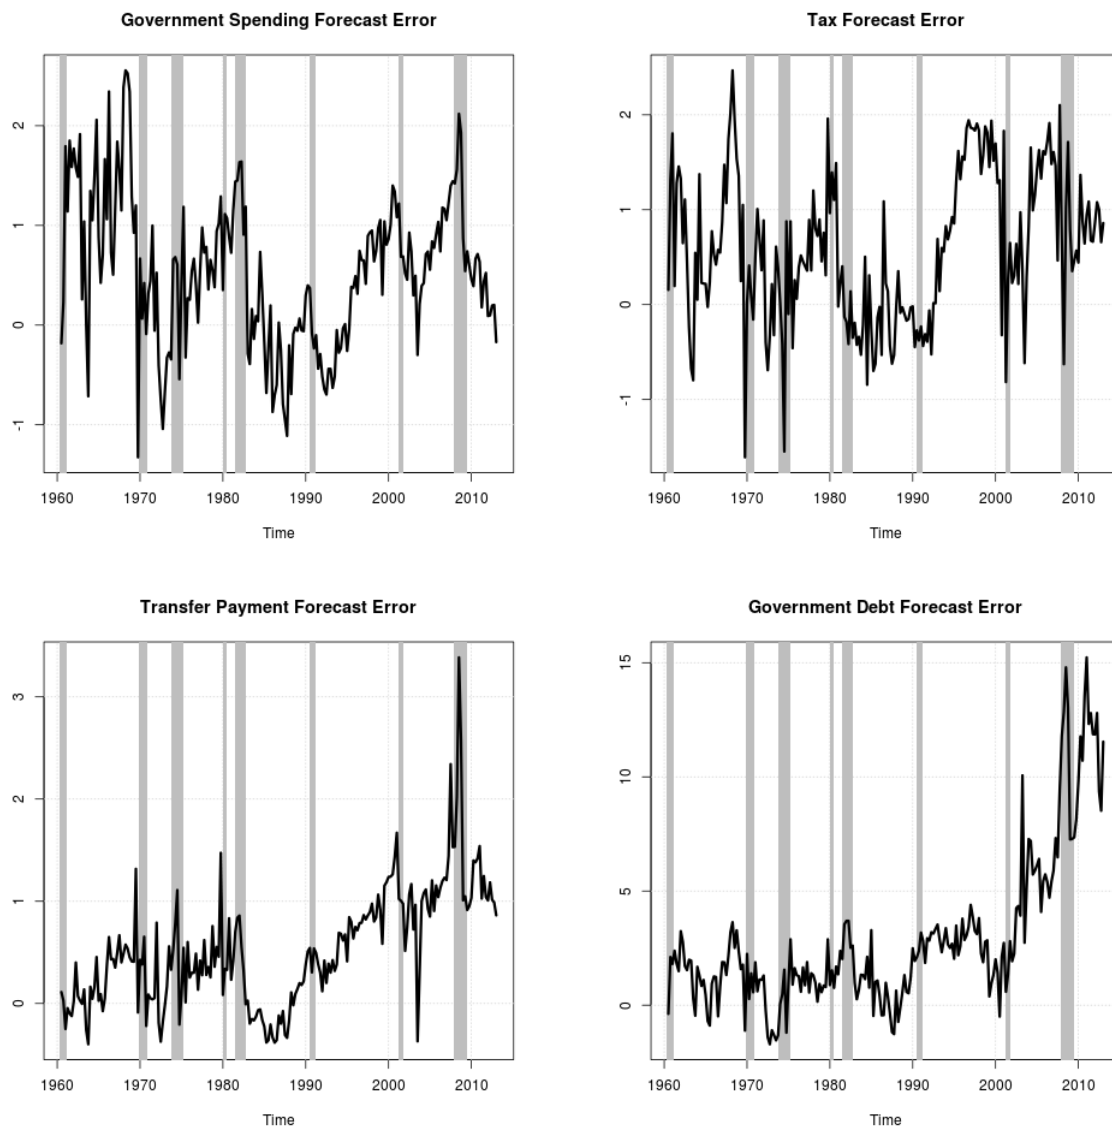 Government Spending Forecast Error
2
1
0
-1
1960 1970 1980 1990 2000 2010
Time
Tax Forecast Error
2
1
0
-1
1960 1970 1980 1990 2000 2010
Time
Transfer Payment Forecast Error
3
2
1
0
1960 1970 1980 1990 2000 2010
Time
Government Debt Forecast Error
15
10
5
0
1960 1970 1980 1990 2000 2010
Time